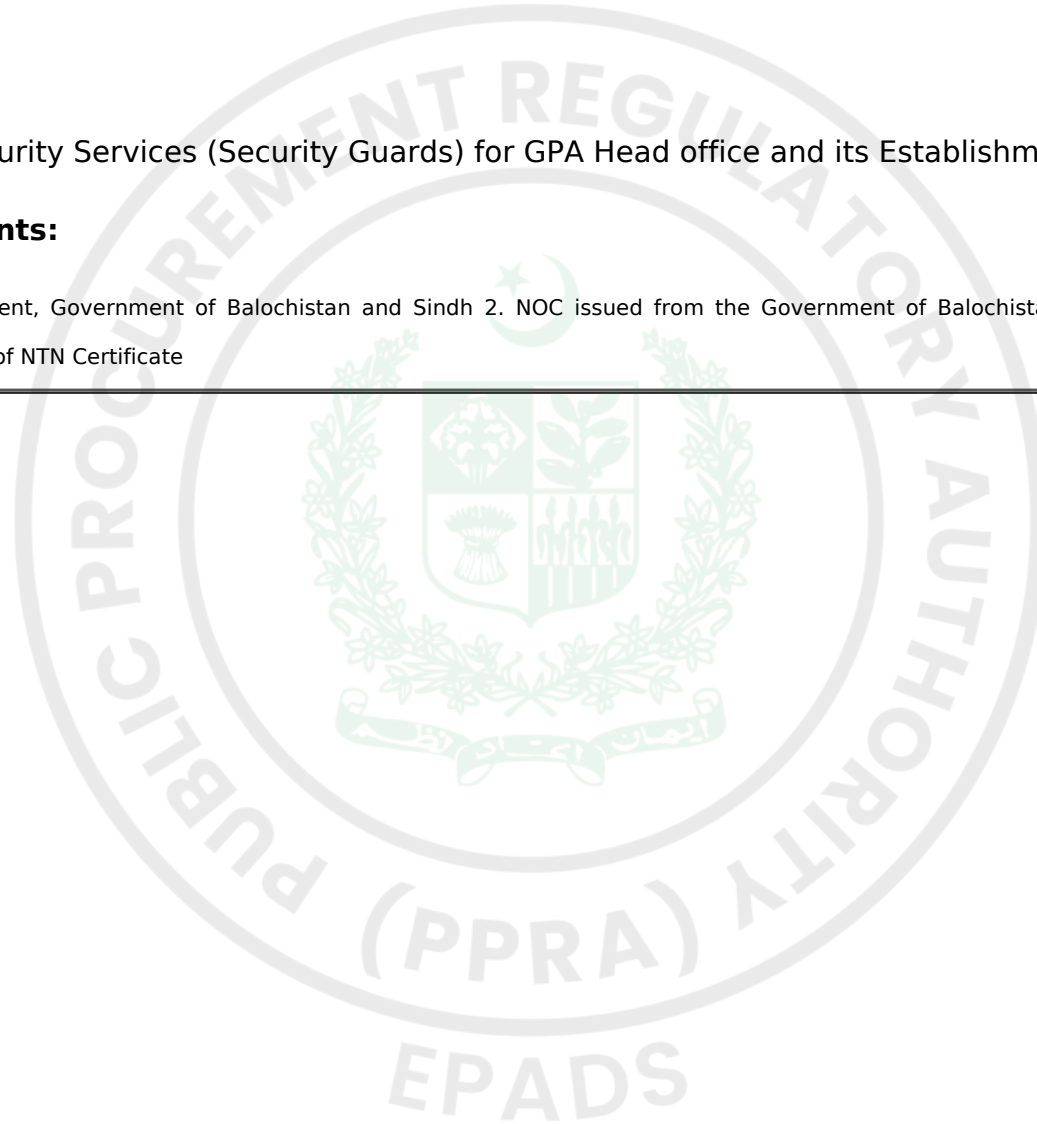 urity Services (Security Guards) for GPA Head office and its Establishm
nts:
ent, Government of Balochistan and Sindh 2. NOC issued from the Government of Balochista
of NTN Certificate
PUBLIC PROCUREMENT REGULATORY AUTHORITY
(PPRA)
EPADS